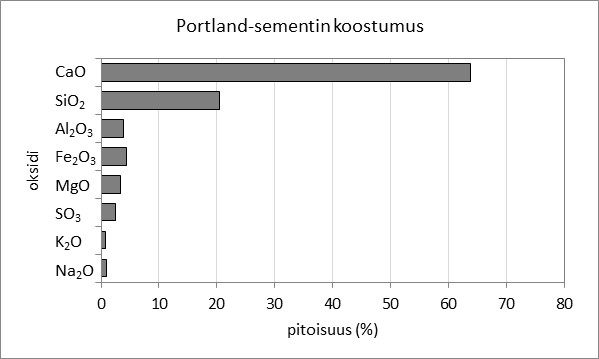 Portland-sementin koostumus
CaO
SiO₂
Al₂O₃
Fe₂O₃
MgO
SO₃
K₂O
Na₂O
oksidi
0 10 20 30 40 50 60 70 80
pitoisuus (%)